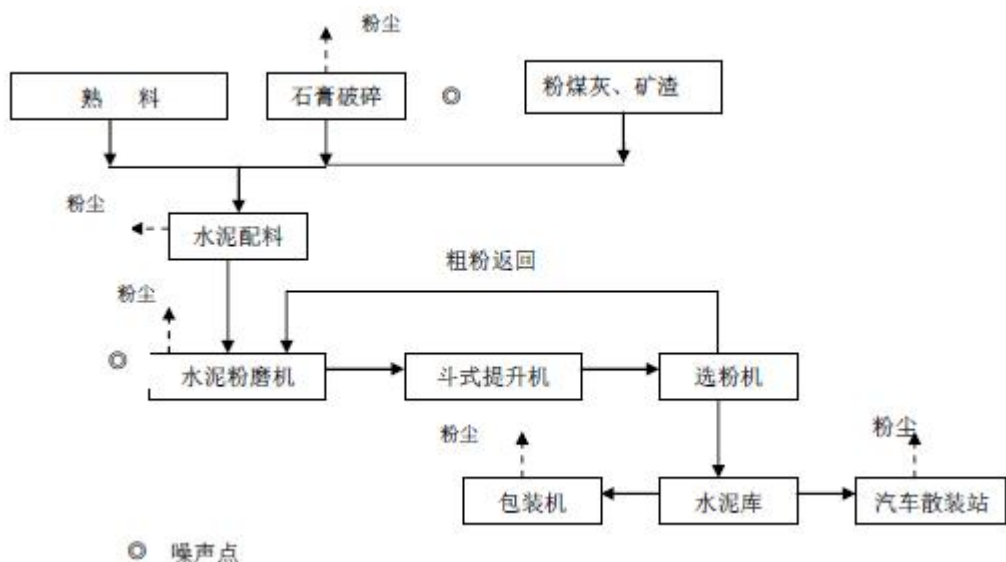 粉尘
熟 料
石膏破碎
◎
粉煤灰、矿渣
粉尘
水泥配料
粗粉返回
粉尘
◎
水泥粉磨机
斗式提升机
选粉机
粉尘
粉尘
包装机
水泥库
汽车散装站
◎ 噪声点